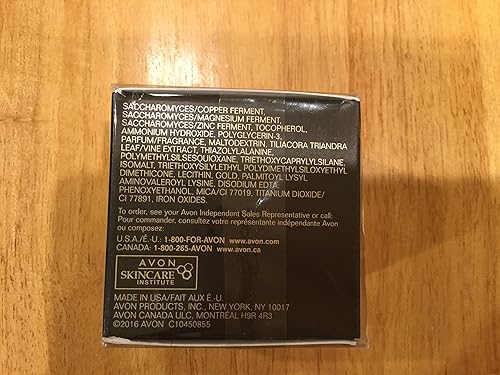 SACCHAROMYCES/COPPER FERMENT,
SACCHAROMYCES/MAGNESIUM FERMENT,
SACCHAROMYCES/ZINC FERMENT, TOCOPHEROL,
AMMONIUM HYDROXIDE, POLYGLYCERIN-3,
PARFUM/FRAGRANCE, MALTODEXTRIN, TILIACORA TRIANDRA
LEAF/VINE EXTRACT, THIAZOLYLALANINE,
POLYMETHYLSILSESQUIOXANE, TRIETHOXYCAPRYLYLSILANE,
ISOMALT, TRIETHOXYSILYLETHYL POLYDIMETHYLSILOXYETHYL
DIMETHICONE, LECITHIN, GOLD, PALMITOYL LYSYL
AMINOVALEROYL LYSINE, DISODIUM EDTA,
PHENOXYETHANOL, MICA/CI 77019, TITANIUM DIOXIDE/
CI 77891, IRON OXIDES.
To order, see your Avon Independent Sales Representative or call:
Pour commander, consultez votre représentante indépendante Avon
ou composez:
U.S.A./É.-U.: 1-800-FOR-AVON www.avon.com
CANADA: 1-800-265-AVON www.avon.ca
AVON
SKINCARE
INSTITUTE
MADE IN USA/FAIT AUX É.-U.
AVON PRODUCTS, INC., NEW YORK, NY 10017
AVON CANADA ULC, MONTRÉAL H9R 4R3
©2016 AVON C10450855